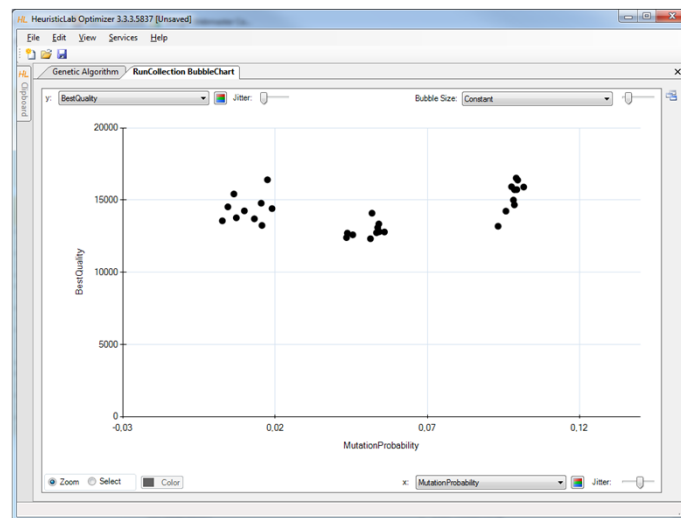 HL HeuristicLab Optimizer 3.3.3.5837 [Unsaved]
File Edit View Services Help
HL
Clipboard
Genetic Algorithm RunCollection BubbleChart
y: BestQuality Jitter: Bubble Size: Constant
20000
15000
10000
5000
0
BestQuality
-0,03 0,02 0,07 0,12
MutationProbability
Zoom Select Color x: MutationProbability Jitter: